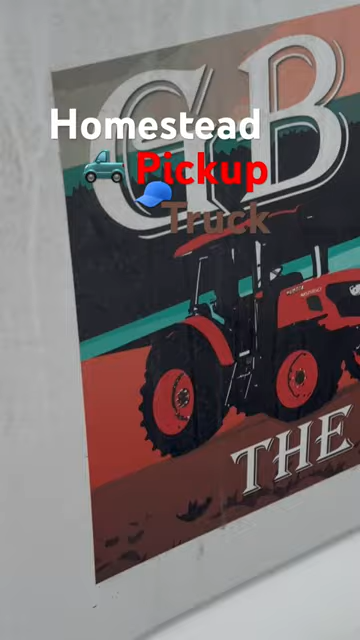 GB
Homestead
🛻 Pickup
🧢Truck
THE